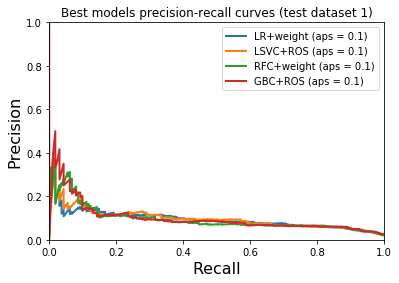 Best models precision-recall curves (test dataset 1)
1.0
0.8
0.6
0.4
0.2
0.0
Precision
LR+weight (aps = 0.1)
LSVC+ROS (aps = 0.1)
RFC+weight (aps = 0.1)
GBC+ROS (aps = 0.1)
0.0 0.2 0.4 0.6 0.8 1.0
Recall